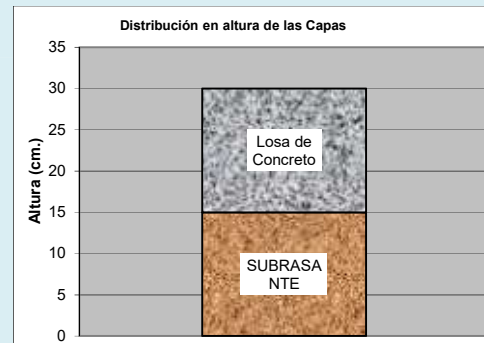 Distribución en altura de las Capas
Altura (cm.)
35
30
25
20
15
10
5
0
Losa de
Concreto
SUBRASA
NTE